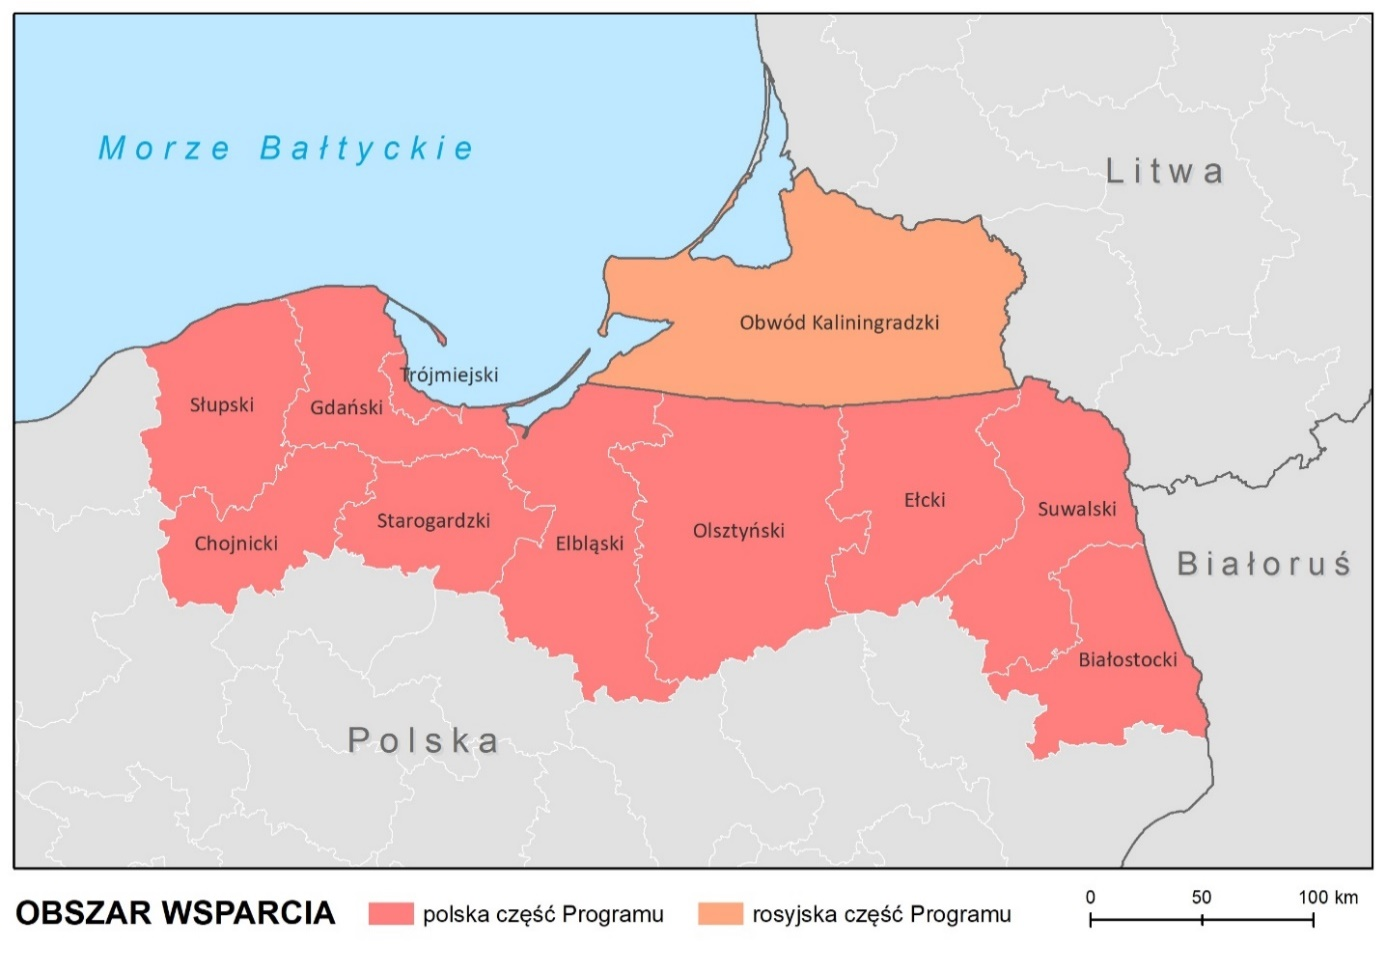 Morze Bałtyckie
Litwa
Obwód Kaliningradzki
Trójmiejski
Słupski
Gdański
Ełcki
Suwalski
Starogardzki
Olsztyński
Chojnicki
Elbląski
Białoruś
Białostocki
Polska
OBSZAR WSPARCIA
polska część Programu
rosyjska część Programu
0 50 100 km